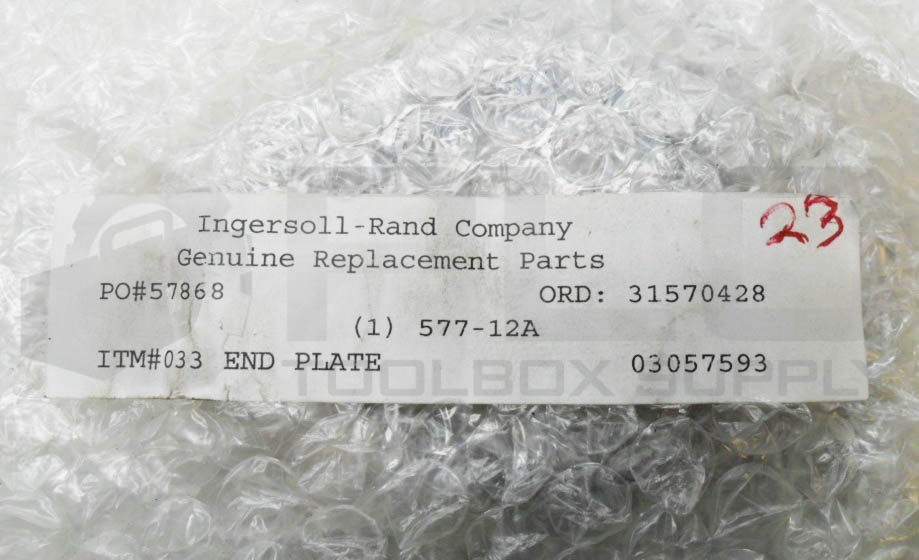 Ingersoll-Rand Company
23
Genuine Replacement Parts
PO#57868 ORD: 31570428
(1) 577-12A
ITM#033 END PLATE 03057593
TOOLBOX SUPPLY